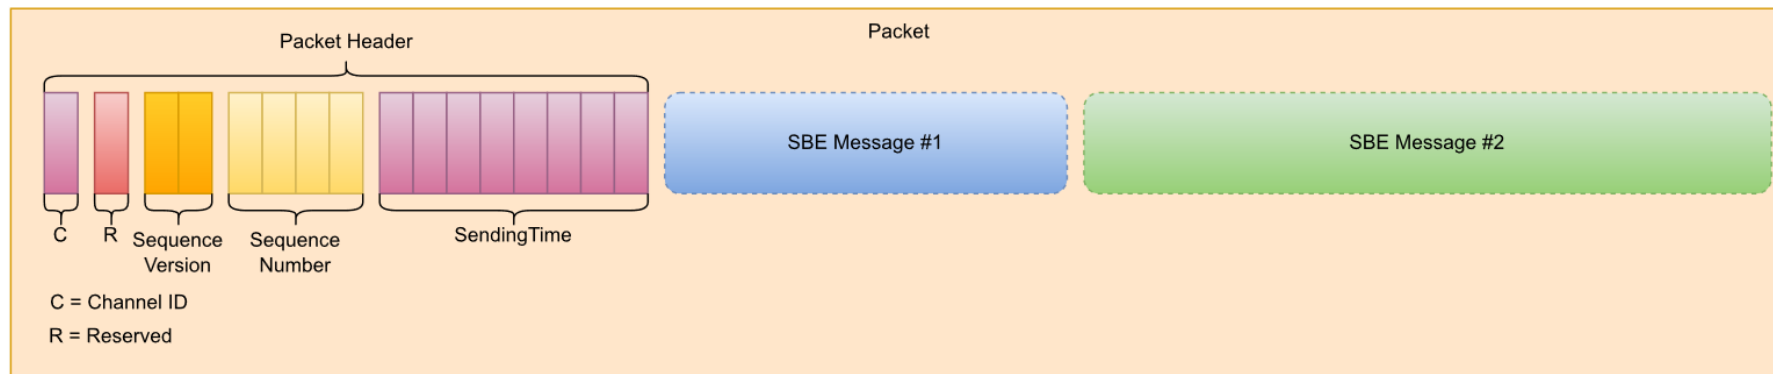 Packet
Packet Header
SBE Message #1
SBE Message #2
C
R
Sequence
Version
Sequence
Number
SendingTime
C = Channel ID
R = Reserved